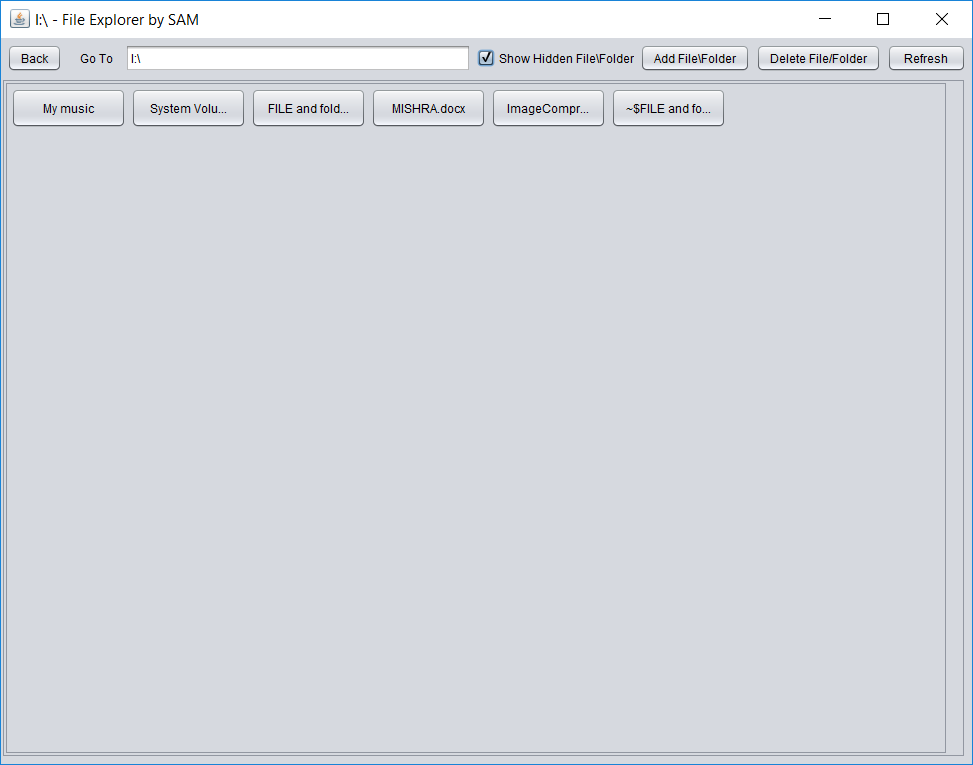 I:\ - File Explorer by SAM
Back Go To I:\ Show Hidden File\Folder Add File\Folder Delete File/Folder Refresh
My music System Volu... FILE and fold... MISHRA.docx ImageCompr... ~$FILE and fo...